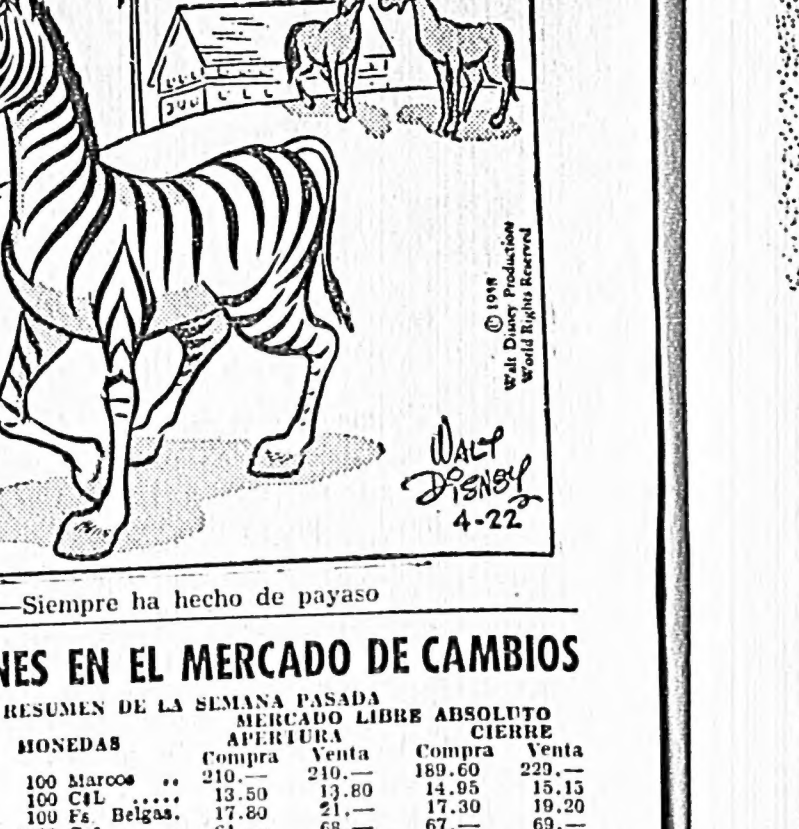 © 1958
Walt Disney Productions
World Rights Reserved
WALT
DISNEY
4-22
—Siempre ha hecho de payaso
NES EN EL MERCADO DE CAMBIOS
RESUMEN DE LA SEMANA PASADA
MERCADO LIBRE ABSOLUTO
MONEDAS APERTURA CIERRE
Compra Venta Compra Venta
100 Marcos .. 210.— 210.— 189.60 229.—
100 C$L ..... 13.50 13.80 14.95 15.15
100 Fs. Belgas. 17.80 21.— 17.30 19.20
68.— 67.— 69.—